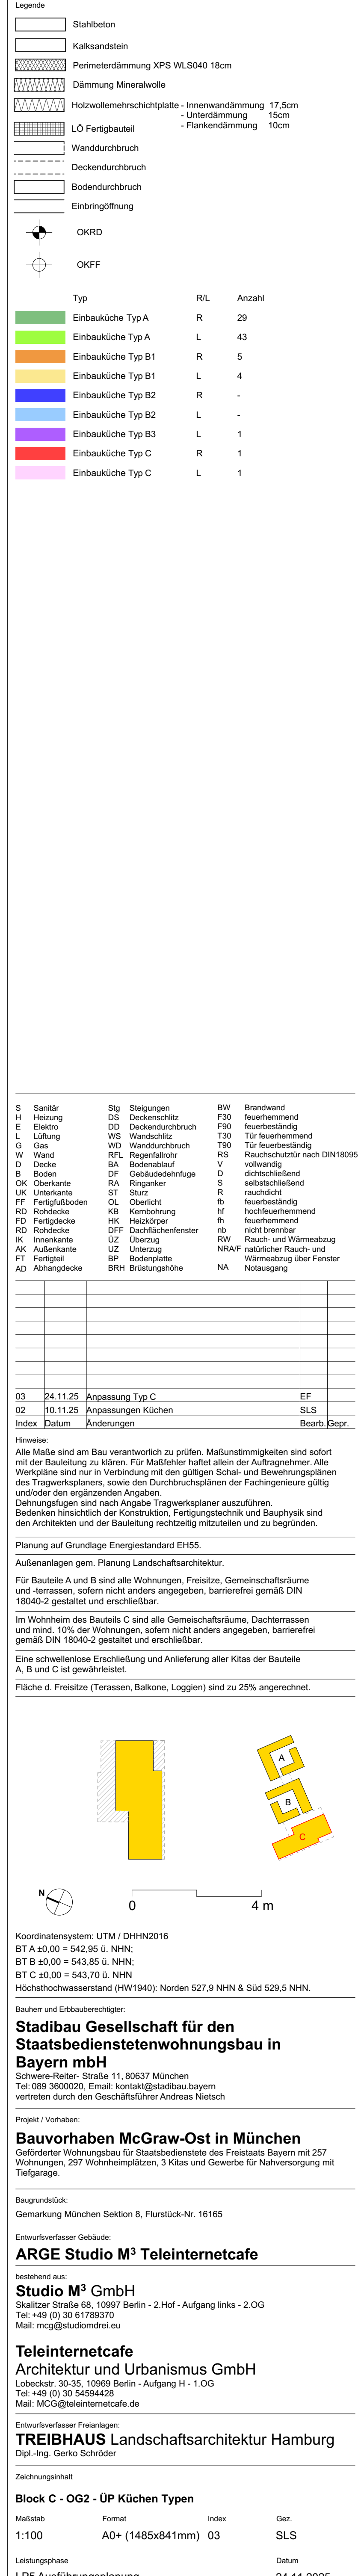 Legende
Stahlbeton
Kalksandstein
Perimeterdämmung XPS WLS040 18cm
Dämmung Mineralwolle
Holzwollemehrschichtplatte - Innenwandämmung 17,5cm
- Unterdämmung 15cm
- Flankendämmung 10cm
LÖ Fertigbauteil
Wanddurchbruch
Deckendurchbruch
Bodendurchbruch
Einbringöffnung
OKRD
OKFF
Typ R/L Anzahl
Einbauküche Typ A R 29
Einbauküche Typ A L 43
Einbauküche Typ B1 R 5
Einbauküche Typ B1 L 4
Einbauküche Typ B2 R -
Einbauküche Typ B2 L -
Einbauküche Typ B3 L 1
Einbauküche Typ C R 1
Einbauküche Typ C L 1
S Sanitär Stg Steigungen BW Brandwand
H Heizung DS Deckenschlitz F30 feuerhemmend
E Elektro DD Deckendurchbruch F90 feuerbeständig
L Lüftung WS Wandschlitz T30 Tür feuerhemmend
G Gas WD Wanddurchbruch T90 Tür feuerbeständig
W Wand RFL Regenfallrohr RS Rauchschutztür nach DIN18095
D Decke BA Bodenablauf V vollwandig
B Boden DF Gebäudedehnfuge D dichtschließend
OK Oberkante RA Ringanker S selbstschließend
UK Unterkante ST Sturz R rauchdicht
FF Fertigfußboden OL Oberlicht fb feuerbeständig
RD Rohdecke KB Kernbohrung hf hochfeuerhemmend
FD Fertigdecke HK Heizkörper fh feuerhemmend
RD Rohdecke DFF Dachflächenfenster nb nicht brennbar
IK Innenkante ÜZ Überzug RW Rauch- und Wärmeabzug
AK Außenkante UZ Unterzug NRA/F natürlicher Rauch- und
FT Fertigteil BP Bodenplatte Wärmeabzug über Fenster
AD Abhangdecke BRH Brüstungshöhe NA Notausgang
03 24.11.25 Anpassung Typ C EF
02 10.11.25 Anpassungen Küchen SLS
Index Datum Änderungen Bearb. Gepr.
Hinweise:
Alle Maße sind am Bau verantworlich zu prüfen. Maßunstimmigkeiten sind sofort
mit der Bauleitung zu klären. Für Maßfehler haftet allein der Auftragnehmer. Alle
Werkpläne sind nur in Verbindung mit den gültigen Schal- und Bewehrungsplänen
des Tragwerksplaners, sowie den Durchbruchsplänen der Fachingenieure gültig
und/oder den ergänzenden Angaben.
Dehnungsfugen sind nach Angabe Tragwerksplaner auszuführen.
Bedenken hinsichtlich der Konstruktion, Fertigungstechnik und Bauphysik sind
den Architekten und der Bauleitung rechtzeitig mitzuteilen und zu begründen.
Planung auf Grundlage Energiestandard EH55.
Außenanlagen gem. Planung Landschaftsarchitektur.
Für Bauteile A und B sind alle Wohnungen, Freisitze, Gemeinschaftsräume
und -terrassen, sofern nicht anders angegeben, barrierefrei gemäß DIN
18040-2 gestaltet und erschließbar.
Im Wohnheim des Bauteils C sind alle Gemeischaftsräume, Dachterrassen
und mind. 10% der Wohnungen, sofern nicht anders angegeben, barriefrei
gemäß DIN 18040-2 gestaltet und erschließbar.
Eine schwellenlose Erschließung und Anlieferung aller Kitas der Bauteile
A, B und C ist gewährleistet.
Fläche d. Freisitze (Terassen, Balkone, Loggien) sind zu 25% angerechnet.
A
B
C
N
0 4 m
Koordinatensystem: UTM / DHHN2016
BT A ±0,00 = 542,95 ü. NHN;
BT B ±0,00 = 543,85 ü. NHN;
BT C ±0,00 = 543,70 ü. NHN
Höchsthochwasserstand (HW1940): Norden 527,9 NHN & Süd 529,5 NHN.
Bauherr und Erbbauberechtigter:
Stadibau Gesellschaft für den
Staatsbedienstetenwohnungsbau in
Bayern mbH
Schwere-Reiter- Straße 11, 80637 München
Tel: 089 3600020, Email: kontakt@stadibau.bayern
vertreten durch den Geschäftsführer Andreas Nietsch
Projekt / Vorhaben:
Bauvorhaben McGraw-Ost in München
Geförderter Wohnungsbau für Staatsbedienste des Freistaats Bayern mit 257
Wohnungen, 297 Wohnheimplätzen, 3 Kitas und Gewerbe für Nahversorgung mit
Tiefgarage.
Baugrundstück:
Gemarkung München Sektion 8, Flurstück-Nr. 16165
Entwurfsverfasser Gebäude:
ARGE Studio M³ Teleinternetcafe
bestehend aus:
Studio M³ GmbH
Skalitzer Straße 68, 10997 Berlin - 2.Hof - Aufgang links - 2.OG
Tel: +49 (0) 30 61789370
Mail: mcg@studiomdrei.eu
Teleinternetcafe
Architektur und Urbanismus GmbH
Lobeckstr. 30-35, 10969 Berlin - Aufgang H - 1.OG
Tel: +49 (0) 30 54594428
Mail: MCG@teleinternetcafe.de
Entwurfsverfasser Freianlagen:
TREIBHAUS Landschaftsarchitektur Hamburg
Dipl.-Ing. Gerko Schröder
Zeichnungsinhalt
Block C - OG2 - ÜP Küchen Typen
Maßstab Format Index Gez.
1:100 A0+ (1485x841mm) 03 SLS
Leistungsphase Datum
LP5 Ausführungsplanung 24.11.2025